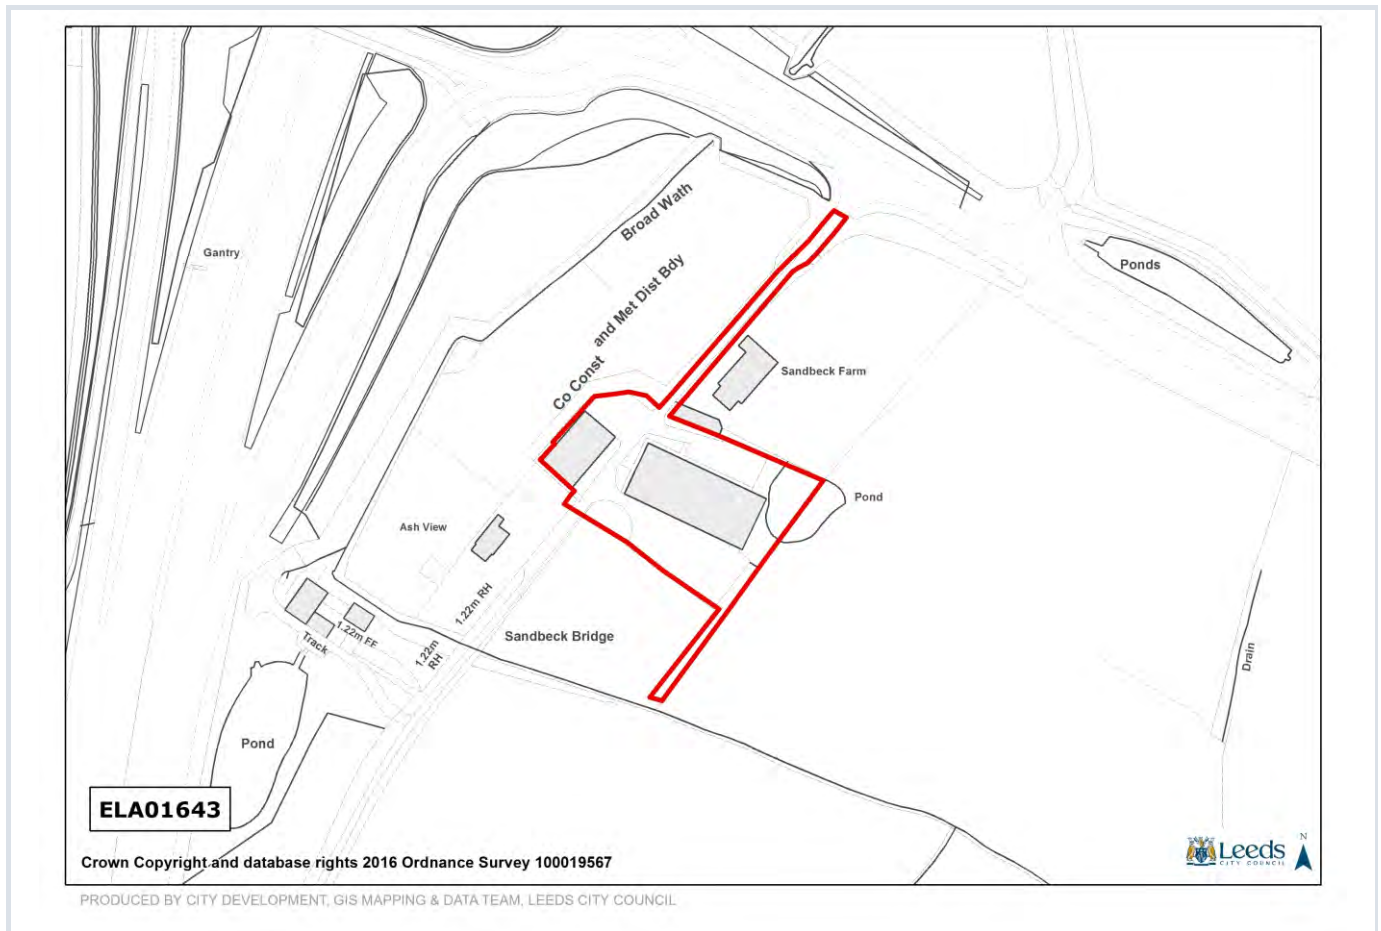 Broad Wath
Gantry
Ponds
and Met Dist Bdy
Co Const
Sandbeck Farm
Pond
Ash View
1.22m RH
Sandbeck Bridge
1.22m FF
1.22m
RH
Track
Drain
Pond
ELA01643
N
Leeds
CITY COUNCIL
Crown Copyright and database rights 2016 Ordnance Survey 100019567
PRODUCED BY CITY DEVELOPMENT, GIS MAPPING & DATA TEAM, LEEDS CITY COUNCIL